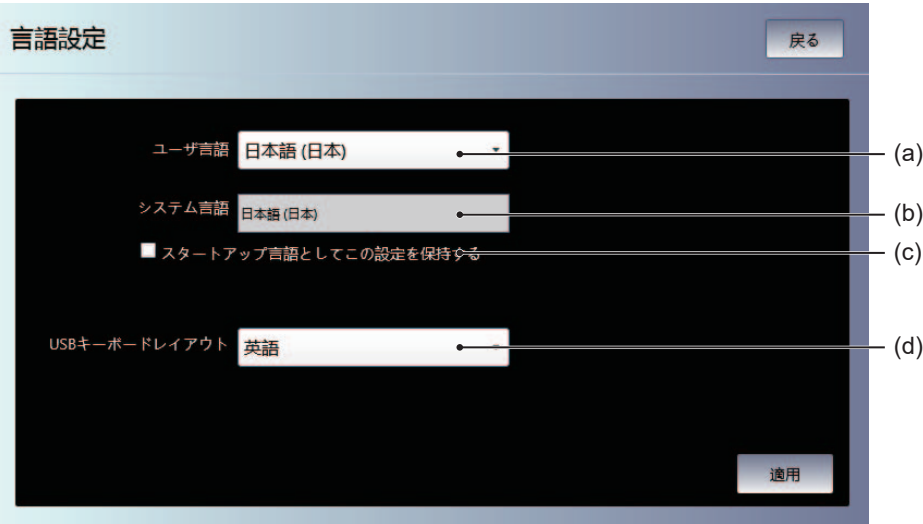 言語設定
戻る
ユーザ言語 日本語 (日本)
(a)
システム言語 日本語 (日本)
(b)
スタートアップ言語としてこの設定を保持する
(c)
USBキーボードレイアウト 英語
(d)
適用